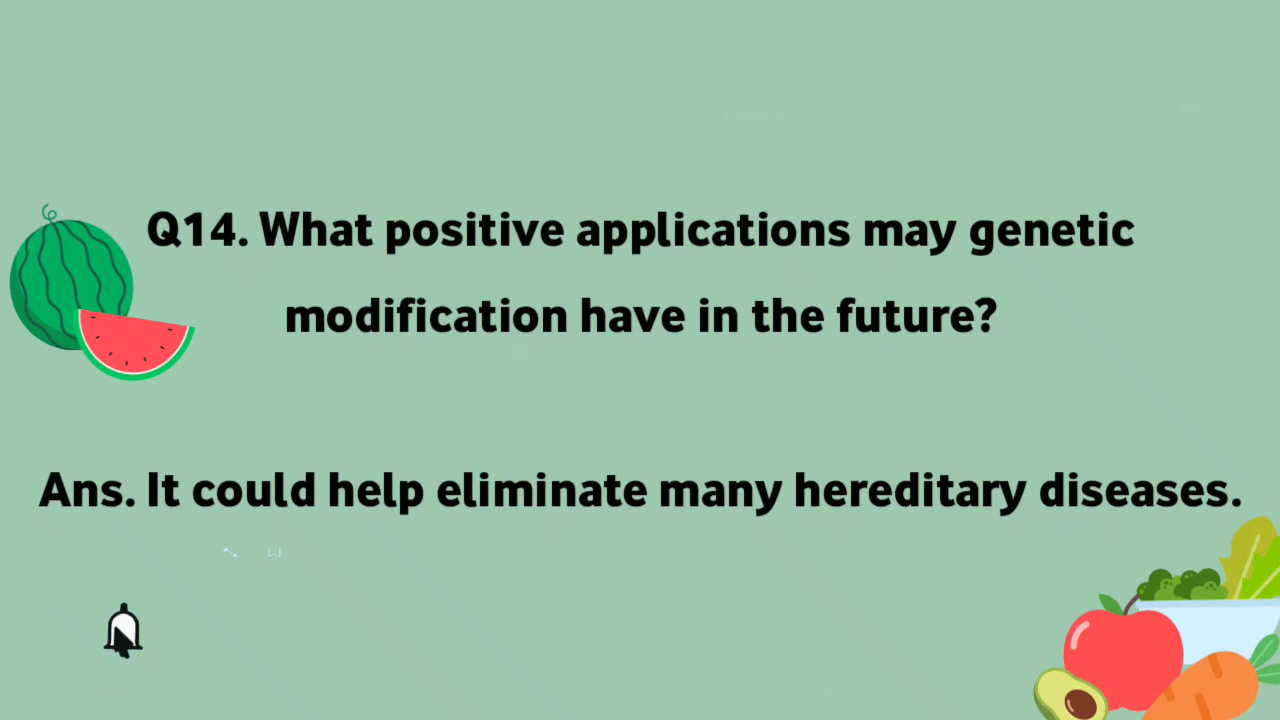 Q14. What positive applications may genetic
modification have in the future?
Ans. It could help eliminate many hereditary diseases.